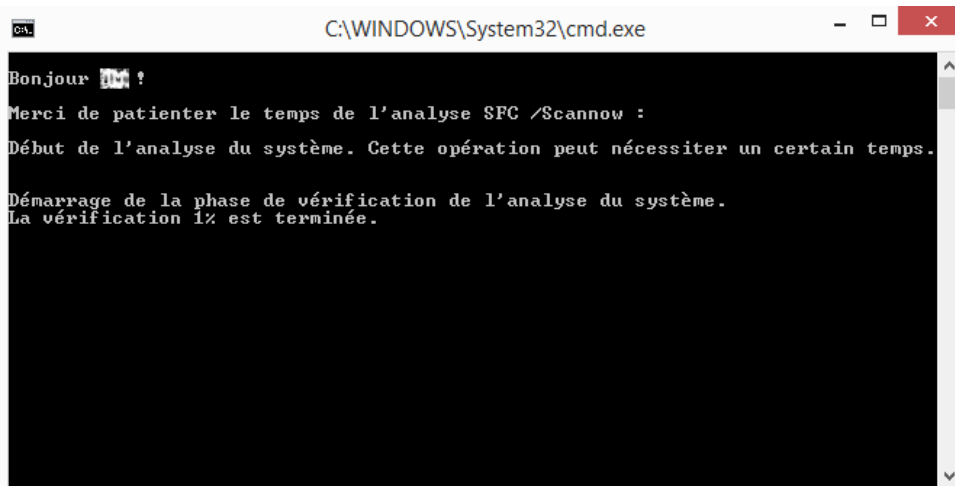 C:\WINDOWS\System32\cmd.exe
Bonjour !
Merci de patienter le temps de l'analyse SFC /Scannow :
Début de l'analyse du système. Cette opération peut nécessiter un certain temps.
Démarrage de la phase de vérification de l'analyse du système.
La vérification 1% est terminée.